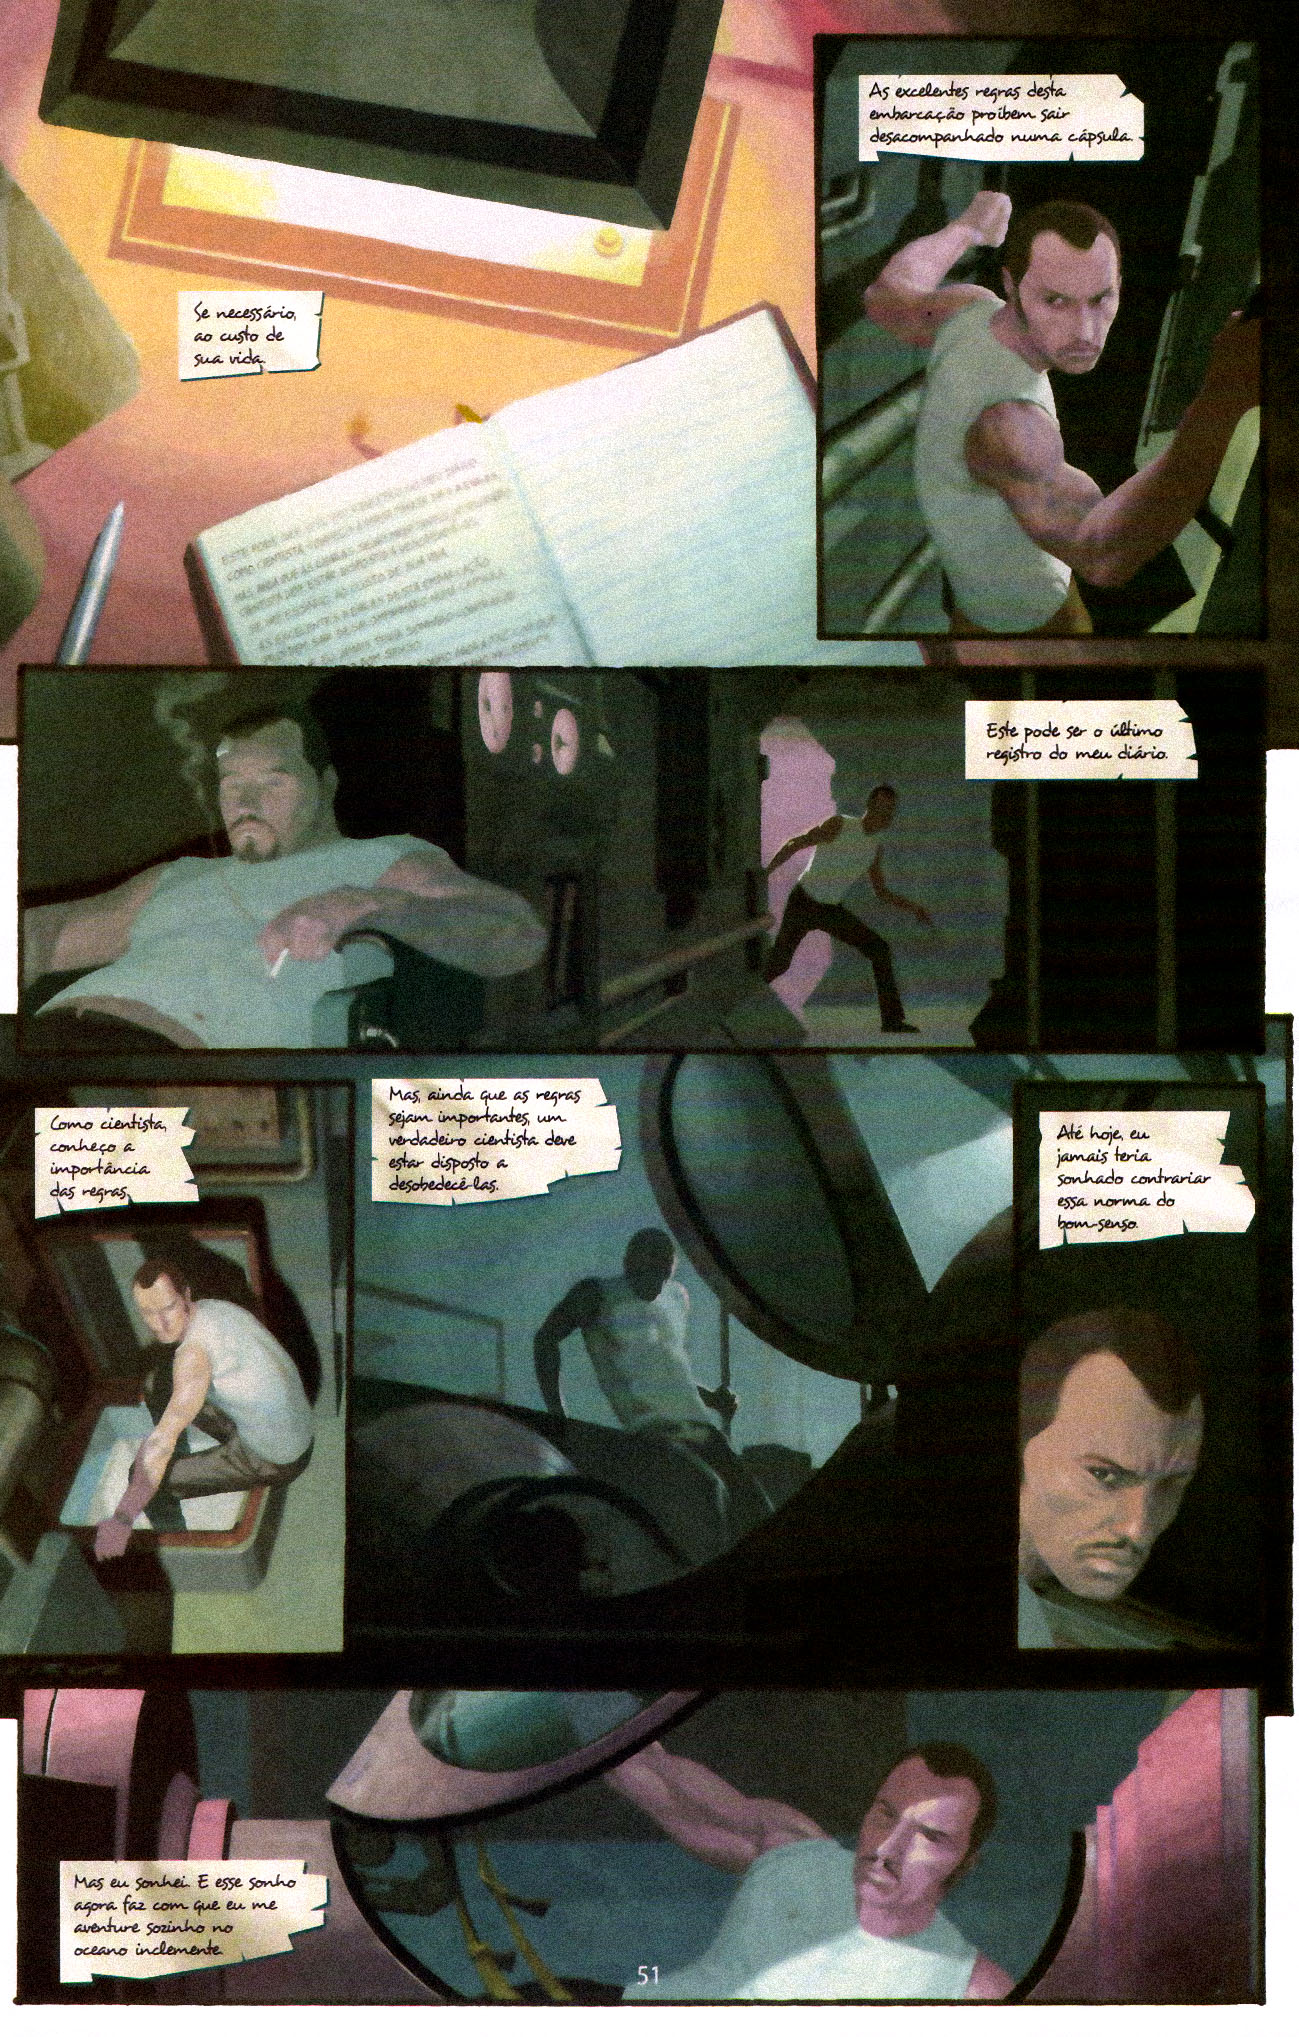 Se necessário,
ao custo de
sua vida.
As excelentes regras desta
embarcação proíbem sair
desacompanhado numa cápsula.
Este pode ser o último
registro do meu diário.
Como cientista,
conheço a
importância
das regras.
Mas, ainda que as regras
sejam importantes, um
verdadeiro cientista deve
estar disposto a
desobedecê-las.
Até hoje, eu
jamais teria
sonhado contrariar
essa norma do
bom-senso.
Mas eu sonhei. E esse sonho
agora faz com que eu me
aventure sozinho no
oceano inclemente.
51